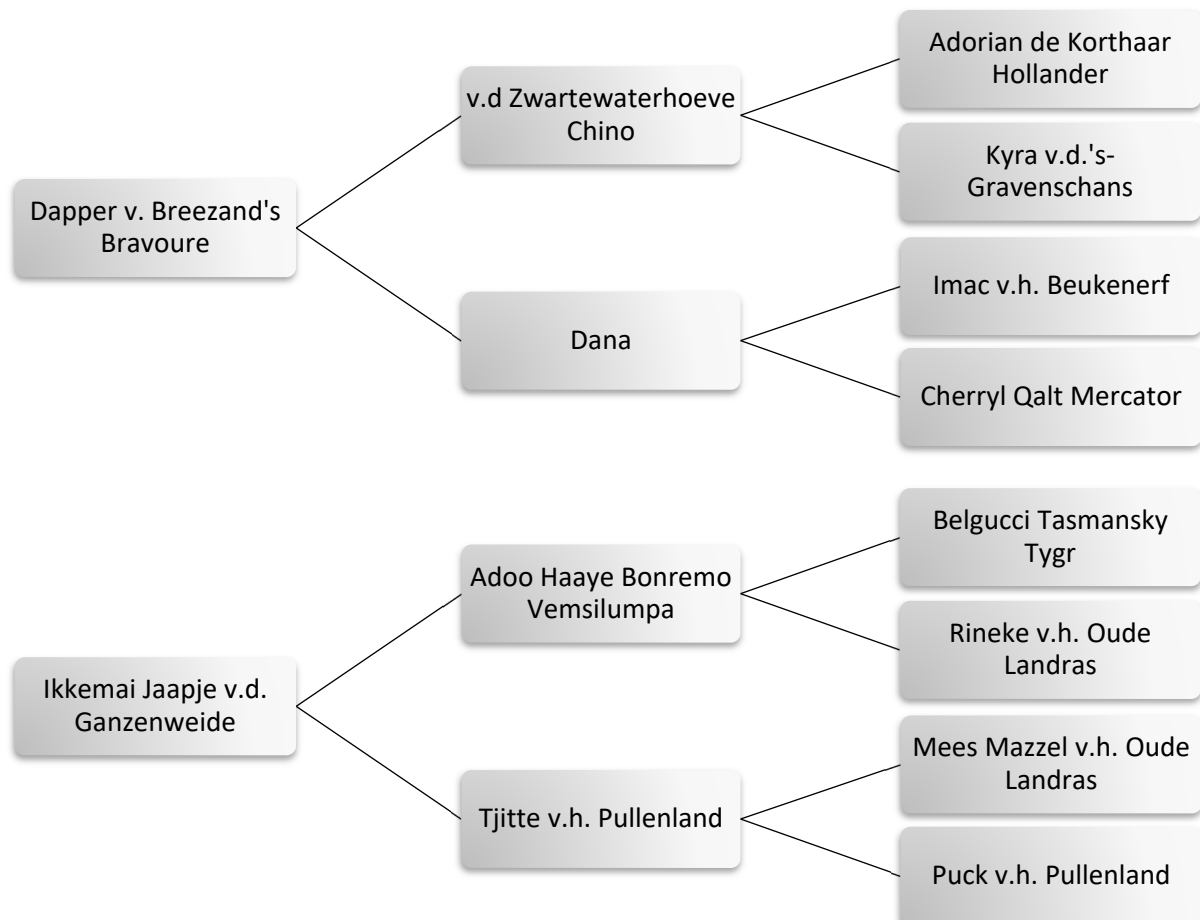 Adorian de Korthaar
Hollander
v.d Zwartewaterhoeve
Chino
Kyra v.d.'s-
Gravenschans
Dapper v. Breezand's
Bravoure
Imac v.h. Beukenerf
Dana
Cherryl Qalt Mercator
Belgucci Tasmansky
Tygr
Adoo Haaye Bonremo
Vemsilumpa
Rineke v.h. Oude
Landras
Ikkemai Jaapje v.d.
Ganzenweide
Mees Mazzel v.h. Oude
Landras
Tjitte v.h. Pullenland
Puck v.h. Pullenland